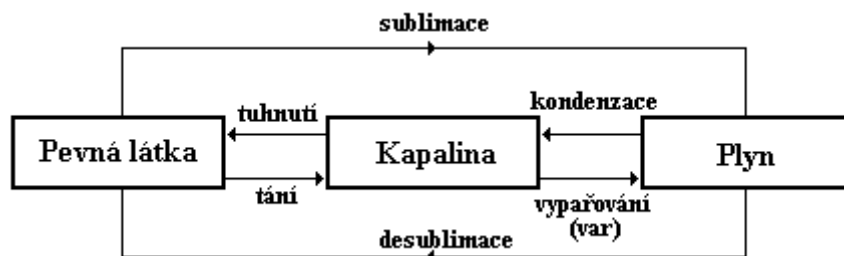 sublimace
tuhnutí
kondenzace
Pevná látka
Kapalina
Plyn
tání
vypařování
(var)
desublimace